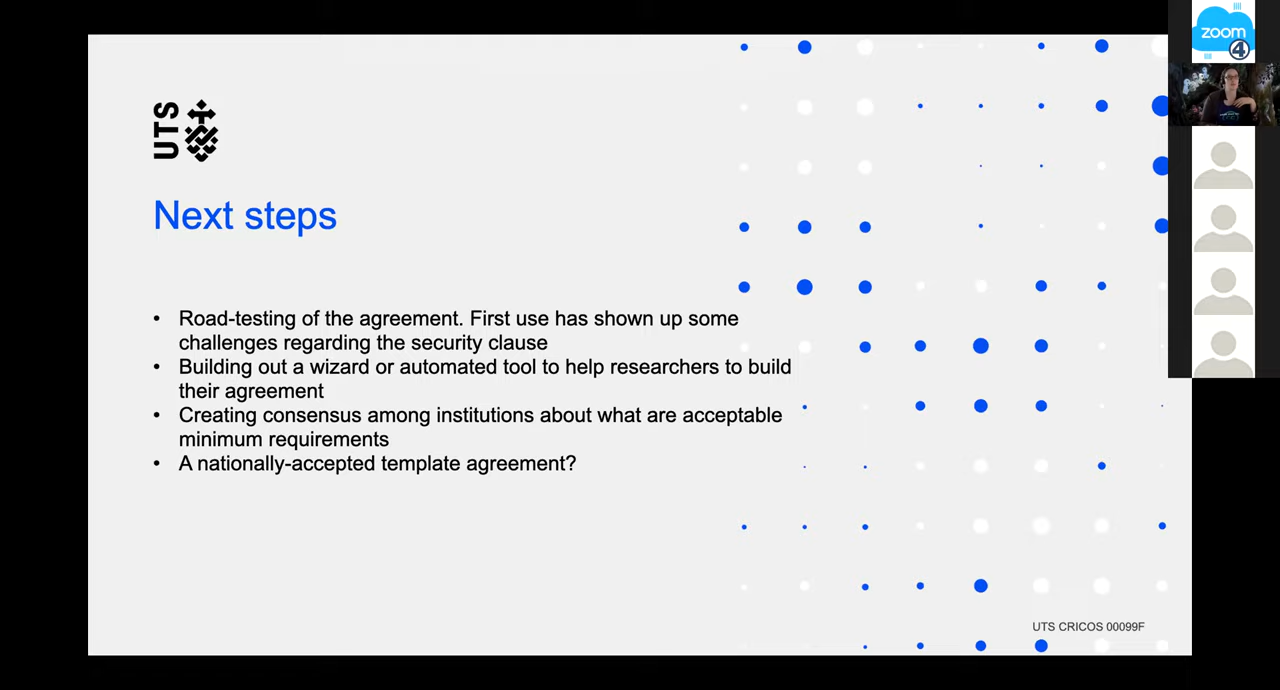 zoom
4
UTS
Next steps
• Road-testing of the agreement. First use has shown up some
challenges regarding the security clause
• Building out a wizard or automated tool to help researchers to build
their agreement
• Creating consensus among institutions about what are acceptable
minimum requirements
• A nationally-accepted template agreement?
UTS CRICOS 00099F